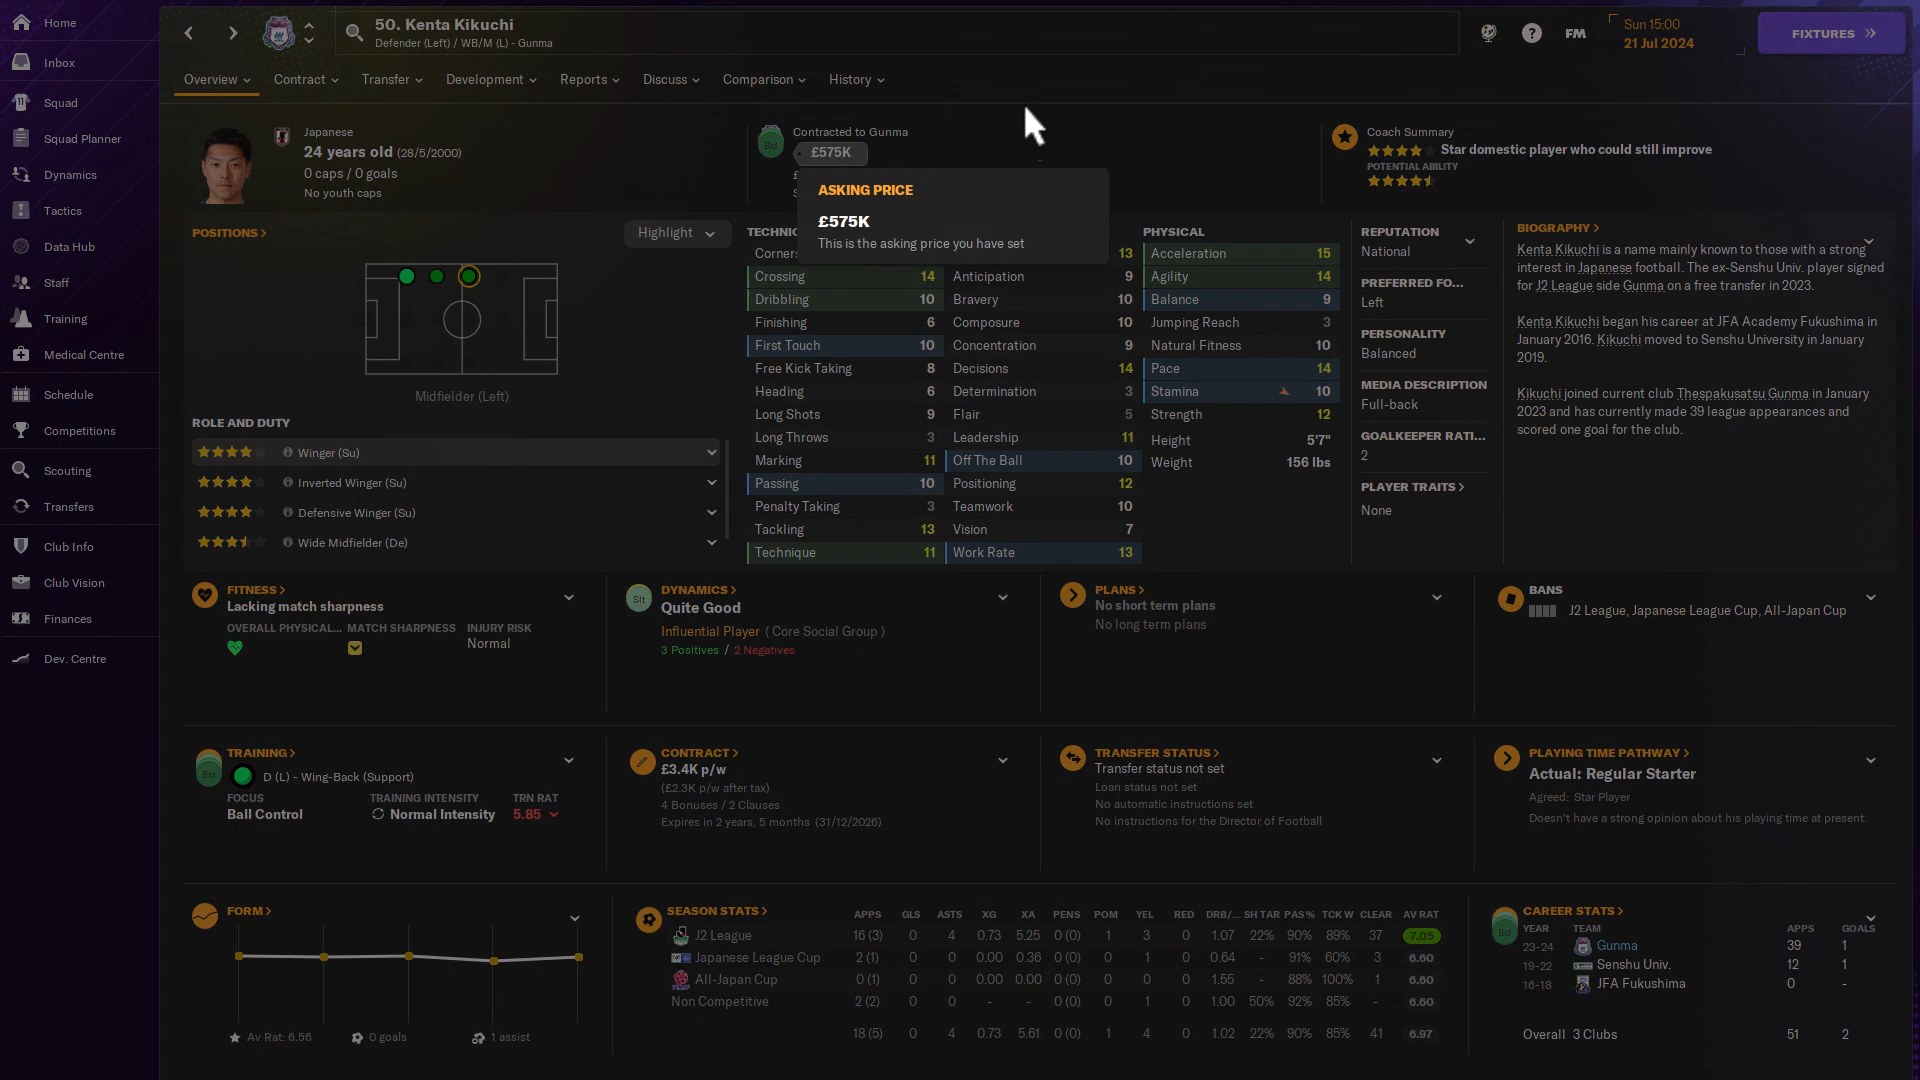 Home
Inbox
Squad
Squad Planner
Dynamics
Tactics
Data Hub
Staff
Training
Medical Centre
Schedule
Competitions
Scouting
Transfers
Club Info
Club Vision
Finances
Dev. Centre
50. Kenta Kikuchi
Defender (Left) / WB/M (L) - Gunma
FM
Sun 15:00
21 Jul 2024
FIXTURES
Overview Contract Transfer Development Reports Discuss Comparison History
Japanese
24 years old (28/5/2000)
0 caps / 0 goals
No youth caps
Bid
Contracted to Gunma
£575K
ASKING PRICE
£575K
This is the asking price you have set
Coach Summary
Star domestic player who could still improve
POTENTIAL ABILITY
POSITIONS >
Highlight
Midfielder (Left)
ROLE AND DUTY
Winger (Su)
Inverted Winger (Su)
Defensive Winger (Su)
Wide Midfielder (De)
Corners
Crossing 14
Dribbling 10
Finishing 6
First Touch 10
Free Kick Taking 8
Heading 6
Long Shots 9
Long Throws 3
Marking 11
Passing 10
Penalty Taking 3
Tackling 13
Technique 11
13
Anticipation 9
Bravery 10
Composure 10
Concentration 9
Decisions 14
Determination 3
Flair 5
Leadership 11
Off The Ball 10
Positioning 12
Teamwork 10
Vision 7
Work Rate 13
PHYSICAL
Acceleration 15
Agility 14
Balance 9
Jumping Reach 3
Natural Fitness 10
Pace 14
Stamina 10
Strength 12
Height 5'7"
Weight 156 lbs
REPUTATION
National
PREFERRED FO...
Left
PERSONALITY
Balanced
MEDIA DESCRIPTION
Full-back
GOALKEEPER RATI...
2
PLAYER TRAITS >
None
BIOGRAPHY >
Kenta Kikuchi is a name mainly known to those with a strong
interest in Japanese football. The ex-Senshu Univ. player signed
for J2 League side Gunma on a free transfer in 2023.
Kenta Kikuchi began his career at JFA Academy Fukushima in
January 2016. Kikuchi moved to Senshu University in January
2019.
Kikuchi joined current club Thespakusatsu Gunma in January
2023 and has currently made 39 league appearances and
scored one goal for the club.
FITNESS >
Lacking match sharpness
OVERALL PHYSICAL... MATCH SHARPNESS INJURY RISK
Normal
Slt
DYNAMICS >
Quite Good
Influential Player ( Core Social Group )
3 Positives / 2 Negatives
PLANS >
No short term plans
No long term plans
BANS
J2 League, Japanese League Cup, All-Japan Cup
Bid
TRAINING >
D (L) - Wing-Back (Support)
FOCUS TRAINING INTENSITY TRN RAT
Ball Control Normal Intensity 5.85
CONTRACT >
£3.4K p/w
(£2.3K p/w after tax)
4 Bonuses / 2 Clauses
Expires in 2 years, 5 months (31/12/2026)
TRANSFER STATUS >
Transfer status not set
Loan status not set
No automatic instructions set
No instructions for the Director of Football
PLAYING TIME PATHWAY >
Actual: Regular Starter
Agreed: Star Player
Doesn't have a strong opinion about his playing time at present.
FORM >
Av Rat: 6.56 0 goals 1 assist
SEASON STATS > APPS GLS ASTS XG XA PENS POM YEL RED DRB/... SH TAR PAS % TCK W CLEAR AV RAT
J2 League 16 (3) 0 4 0.73 5.25 0 (0) 1 3 0 1.07 22% 90% 89% 37 7.05
Japanese League Cup 2 (1) 0 0 0.00 0.36 0 (0) 0 1 0 0.64 - 91% 60% 3 6.60
All-Japan Cup 0 (1) 0 0 0.00 0.00 0 (0) 0 0 0 1.55 - 88% 100% 1 6.60
Non Competitive 2 (2) 0 0 - - 0 (0) 0 1 0 1.00 50% 92% 85% - 6.60
18 (5) 0 4 0.73 5.61 0 (0) 1 4 0 1.02 22% 90% 85% 41 6.97
Bid
CAREER STATS >
YEAR TEAM APPS GOALS
23-24 Gunma 39 1
19-22 Senshu Univ. 12 1
16-18 JFA Fukushima 0 -
Overall 3 Clubs 51 2